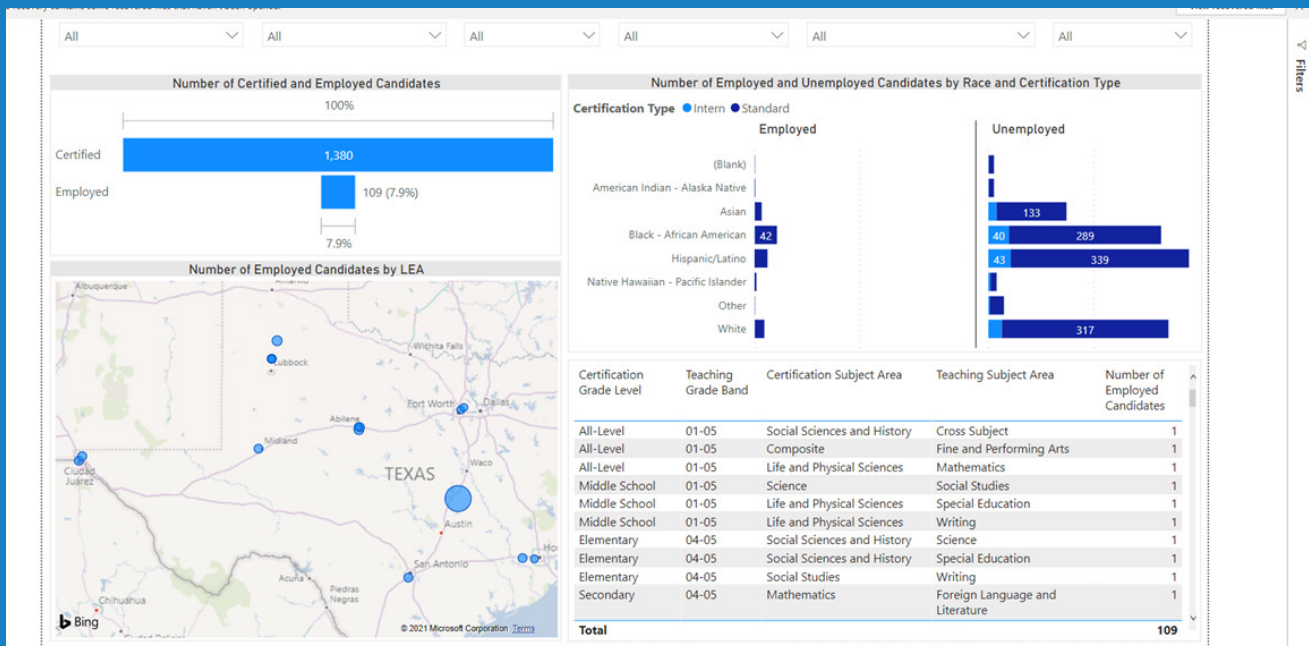 All All All All All All
Filters
Number of Certified and Employed Candidates
100%
Certified 1,380
Employed 109 (7.9%)
7.9%
Number of Employed and Unemployed Candidates by Race and Certification Type
Certification Type Intern Standard
Employed Unemployed
(Blank)
American Indian - Alaska Native
Asian 133
Black - African American 42 40 289
Hispanic/Latino 43 339
Native Hawaiian - Pacific Islander
Other
White 317
Number of Employed Candidates by LEA
Albuquerque
Wichita Falls
Lubbock
Fort Worth Dallas
Abilene
Midland
Ciudad
Juárez
TEXAS
Waco
Austin
San Antonio
Acuña
Piedras
Negras
Chihuahua
Bing
© 2021 Microsoft Corporation Terms
Certification Grade Level Teaching Grade Band Certification Subject Area Teaching Subject Area Number of Employed Candidates
All-Level 01-05 Social Sciences and History Cross Subject 1
All-Level 01-05 Composite Fine and Performing Arts 1
All-Level 01-05 Life and Physical Sciences Mathematics 1
Middle School 01-05 Science Social Studies 1
Middle School 01-05 Life and Physical Sciences Special Education 1
Middle School 01-05 Life and Physical Sciences Writing 1
Elementary 04-05 Social Sciences and History Science 1
Elementary 04-05 Social Sciences and History Special Education 1
Elementary 04-05 Social Studies Writing 1
Secondary 04-05 Mathematics Foreign Language and Literature 1
Total 109